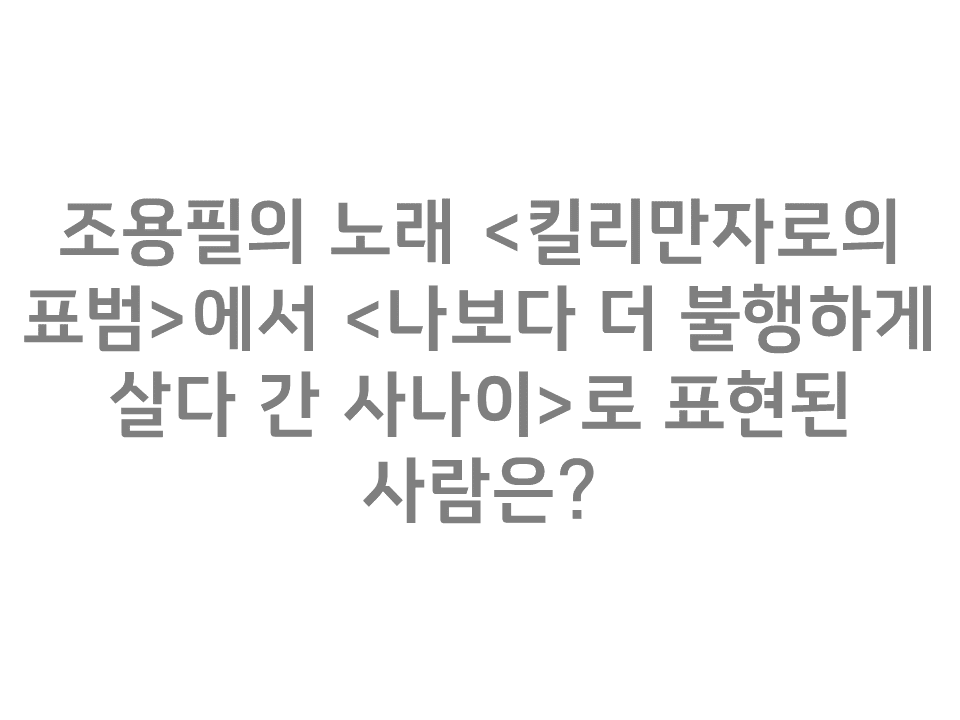 조용필의 노래 <킬리만자로의
표범>에서 <나보다 더 불행하게
살다 간 사나이>로 표현된
사람은?